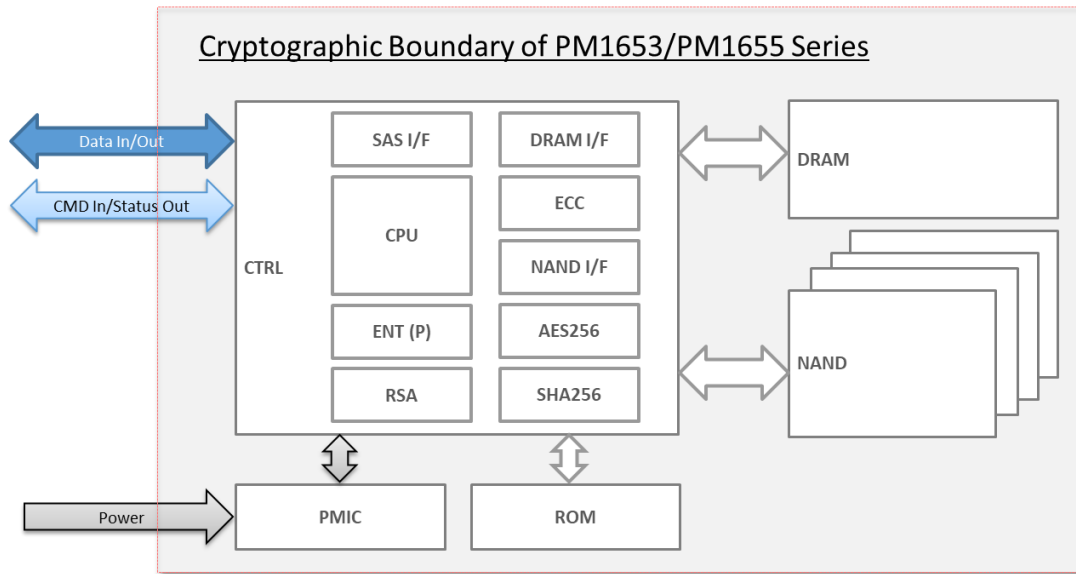 Cryptographic Boundary of PM1653/PM1655 Series
Data In/Out
CMD In/Status Out
CTRL
SAS I/F
DRAM I/F
CPU
ECC
NAND I/F
ENT (P)
AES256
RSA
SHA256
DRAM
NAND
Power
PMIC
ROM